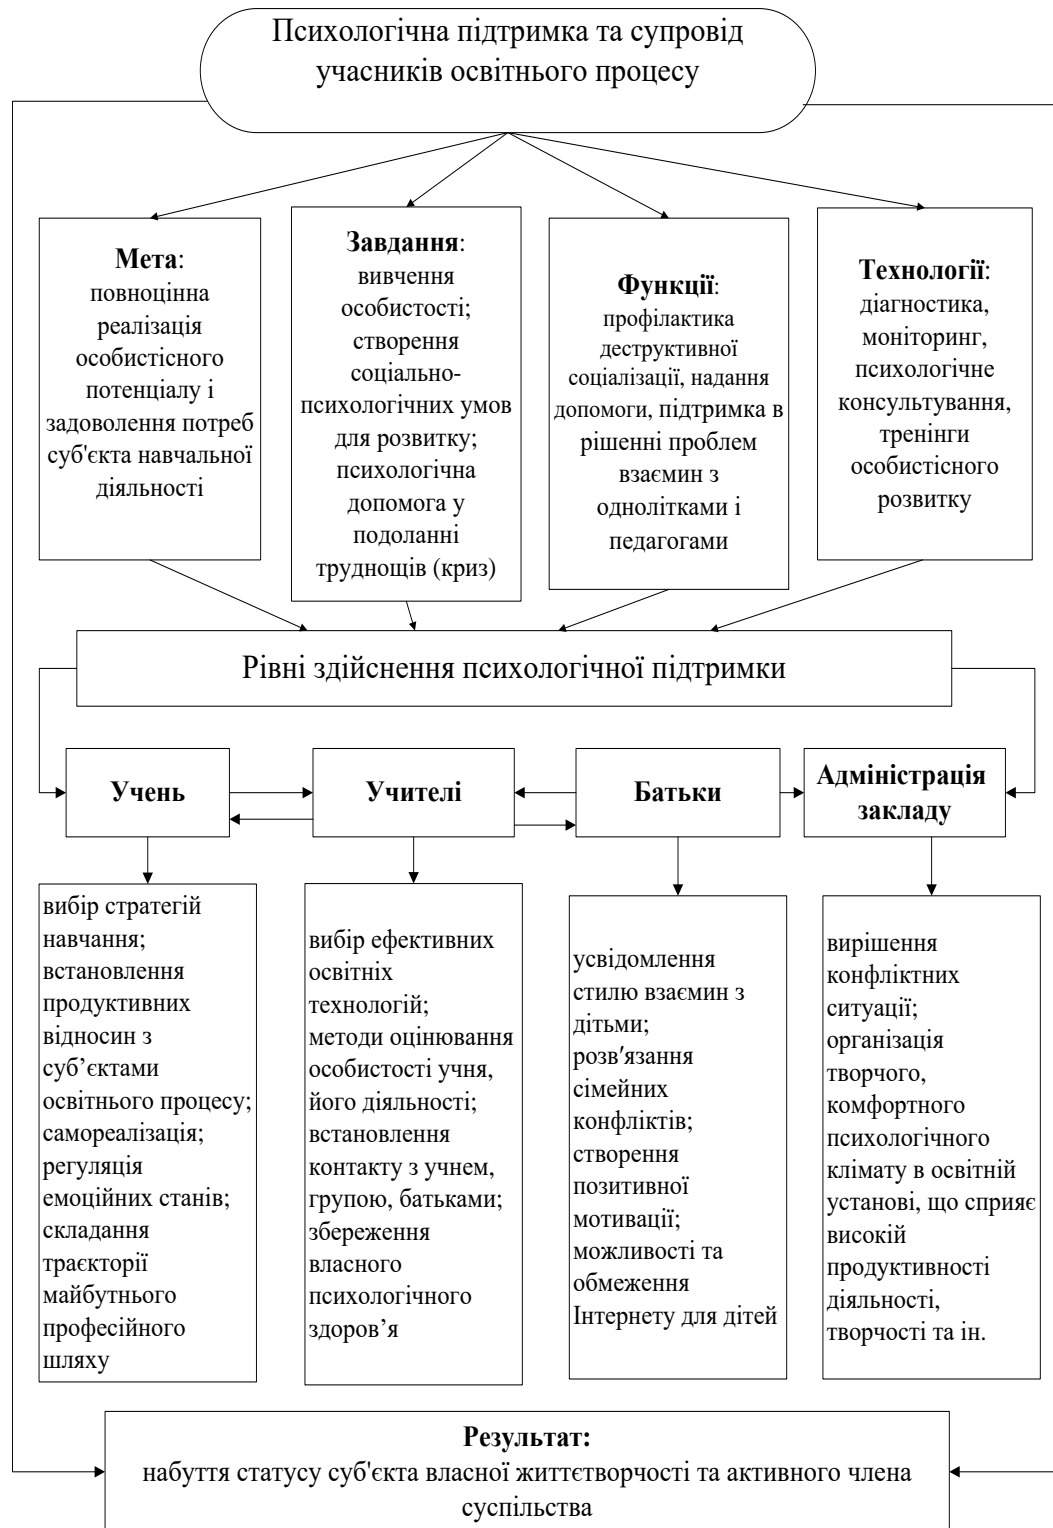 Психологічна підтримка та супровід
учасників освітнього процесу
Мета:
повноцінна
реалізація
особистісного
потенціалу і
задоволення потреб
суб'єкта навчальної
діяльності
Завдання:
вивчення
особистості;
створення
соціально-
психологічних умов
для розвитку;
психологічна
допомога у
подоланні
труднощів (криз)
Функції:
профілактика
деструктивної
соціалізації, надання
допомоги, підтримка в
рішенні проблем
взаємин з
однолітками і
педагогами
Технології:
діагностика,
моніторинг,
психологічне
консультування,
тренінги
особистісного
розвитку
Рівні здійснення психологічної підтримки
Учень
Учителі
Батьки
Адміністрація
закладу
вибір стратегій
навчання;
встановлення
продуктивних
відносин з
суб’єктами
освітнього процесу;
самореалізація;
регуляція
емоційних станів;
складання
траєкторії
майбутнього
професійного
шляху
вибір ефективних
освітніх
технологій;
методи оцінювання
особистості учня,
його діяльності;
встановлення
контакту з учнем,
групою, батьками;
збереження
власного
психологічного
здоров’я
усвідомлення
стилю взаємин з
дітьми;
розв'язання
сімейних
конфліктів;
створення
позитивної
мотивації;
можливості та
обмеження
Інтернету для дітей
вирішення
конфліктних
ситуації;
організація
творчого,
комфортного
психологічного
клімату в освітній
установі, що сприяє
високій
продуктивності
діяльності,
творчості та ін.
Результат:
набуття статусу суб'єкта власної життєтворчості та активного члена
суспільства